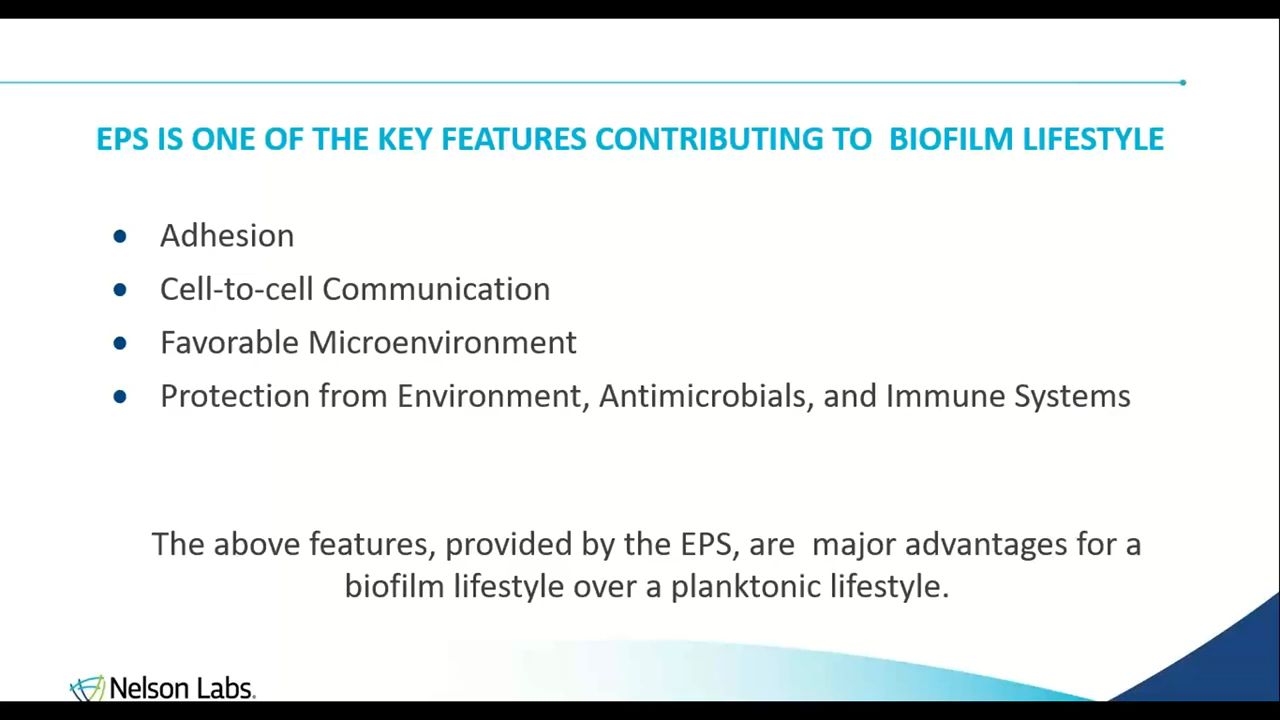 EPS IS ONE OF THE KEY FEATURES CONTRIBUTING TO  BIOFILM LIFESTYLE
• Adhesion
• Cell-to-cell Communication
• Favorable Microenvironment
• Protection from Environment, Antimicrobials, and Immune Systems
The above features, provided by the EPS, are  major advantages for a
biofilm lifestyle over a planktonic lifestyle.
Nelson Labs.